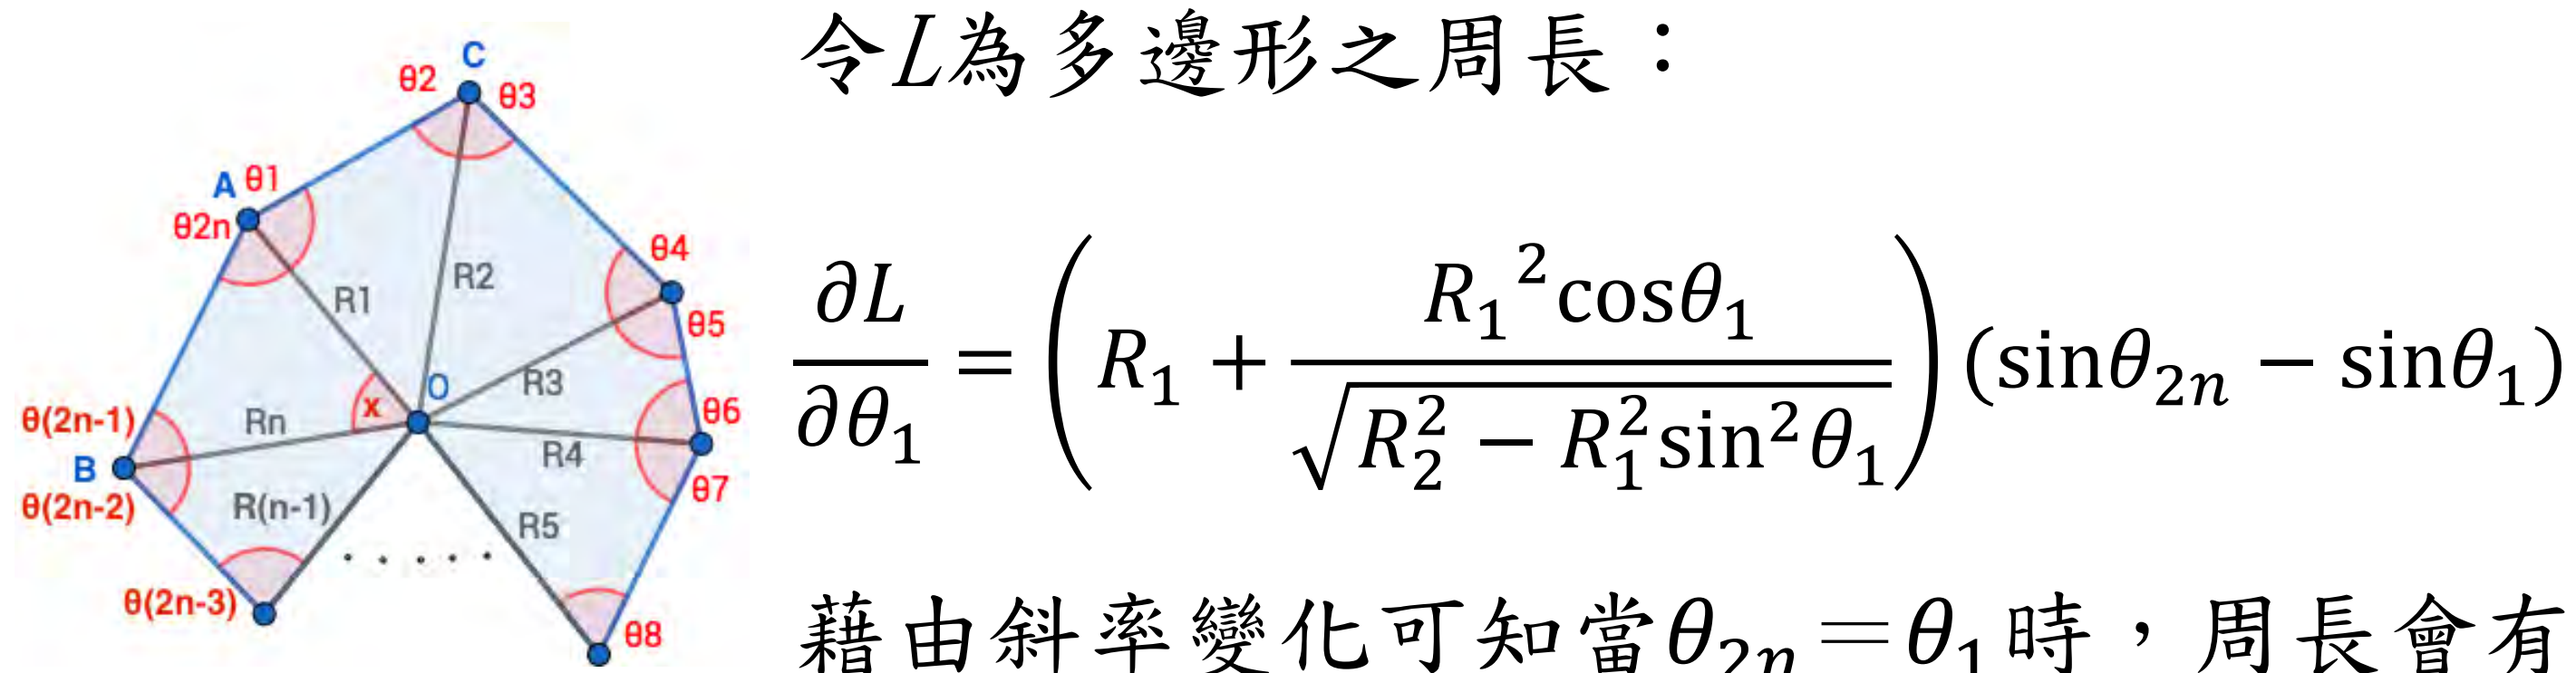 C
θ2
θ3
A
θ1
θ2n
θ4
R1
R2
θ5
O
R3
x
θ(2n-1)
Rn
θ6
R4
B
θ7
θ(2n-2)
R(n-1)
R5
θ(2n-3)
θ8
令L為多邊形之周長：
∂L/∂θ₁ = (R₁ + R₁²cosθ₁/√(R₂² − R₁²sin²θ₁)) (sinθ₂ₙ − sinθ₁)
藉由斜率變化可知當θ₂ₙ＝θ₁時，周長會有